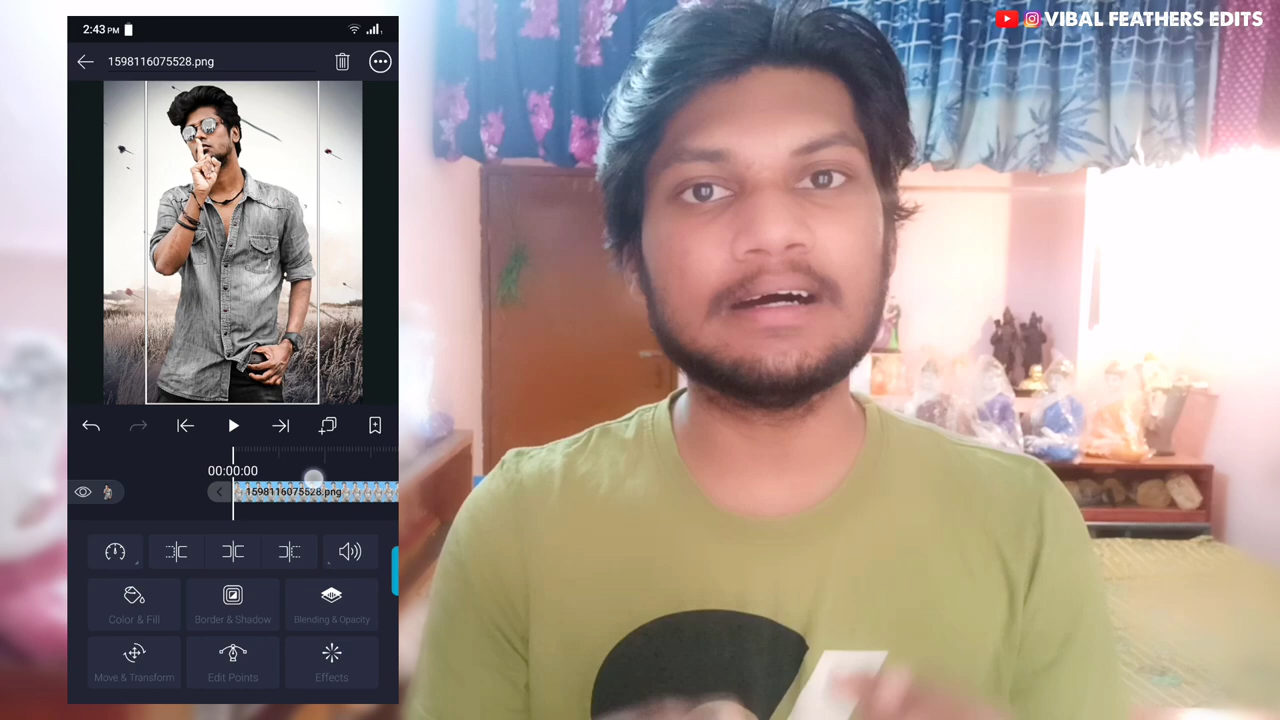 VIBAL FEATHERS EDITS
2:43 PM
1598116075528.png
00:00:00
1598116075528.png
Color & Fill
Border & Shadow
Blending & Opacity
Move & Transform
Edit Points
Effects